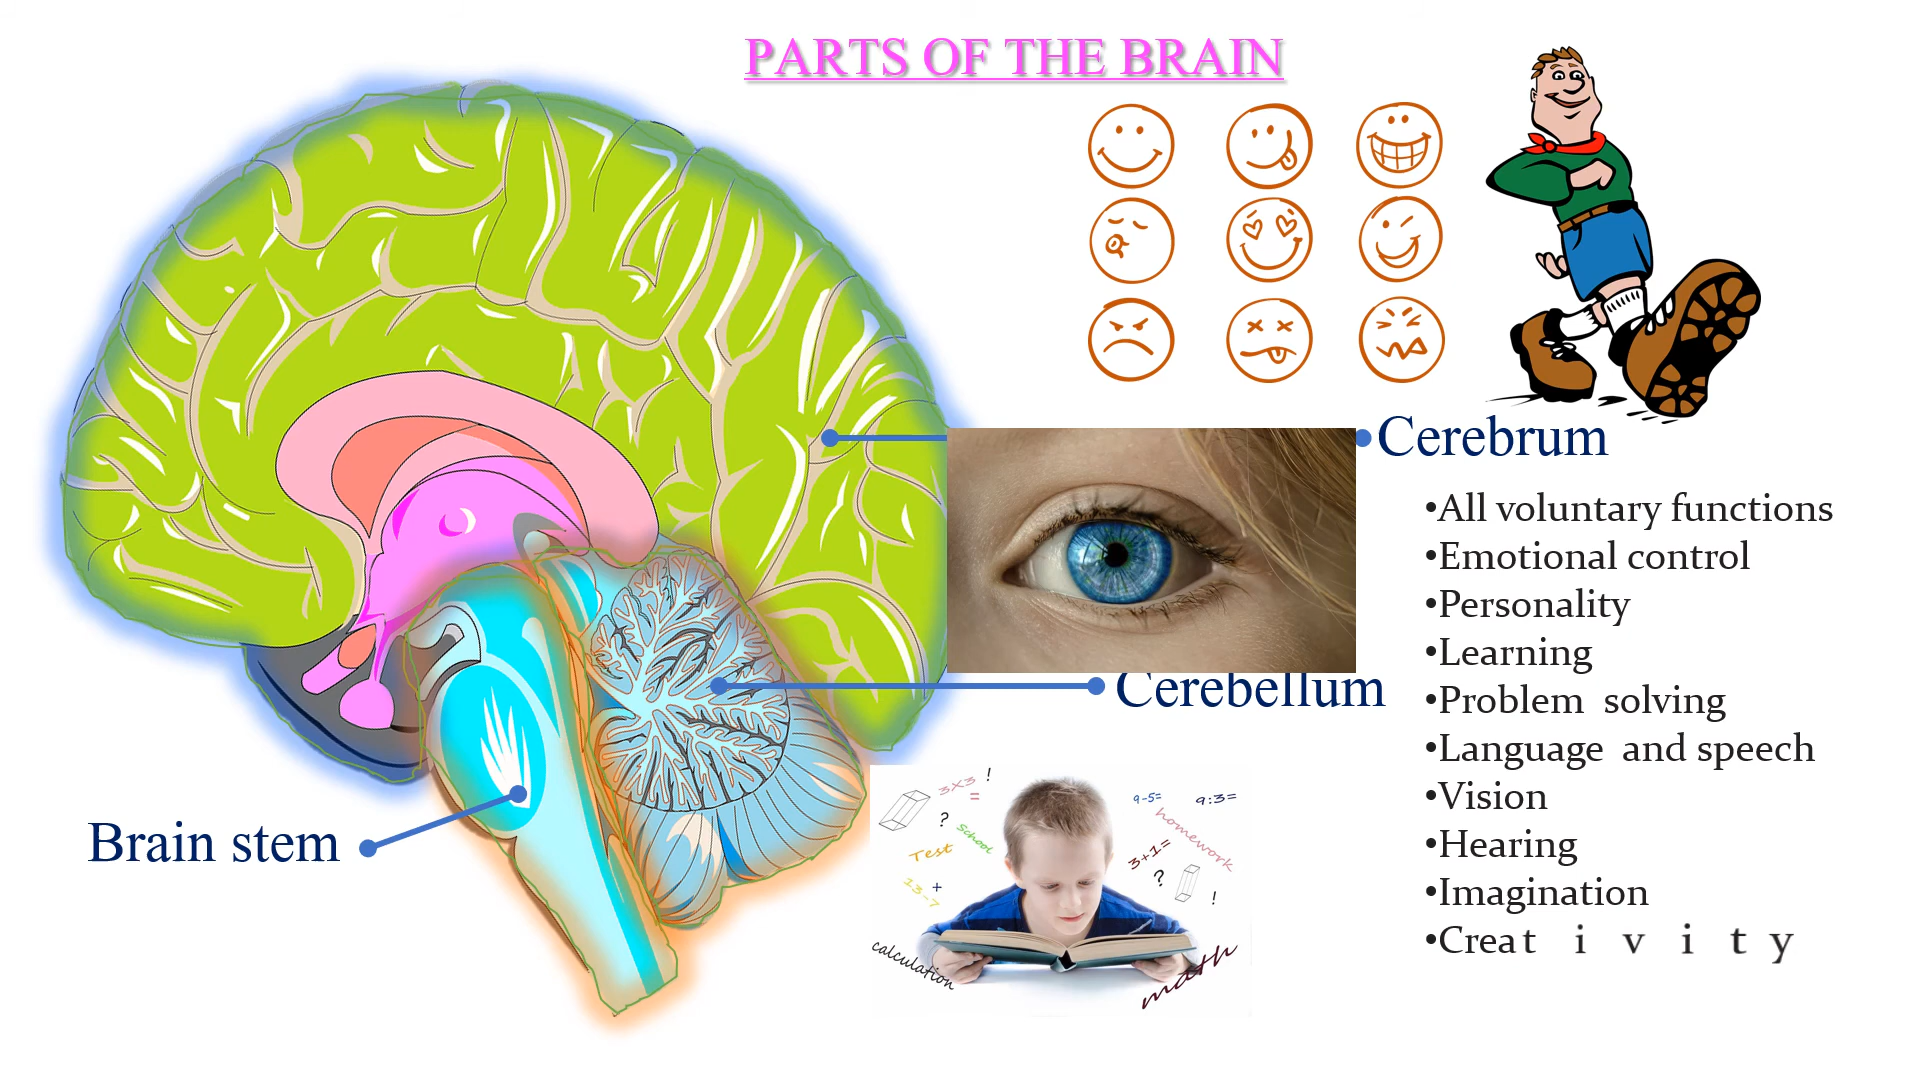 PARTS OF THE BRAIN
Cerebrum
•All voluntary functions
•Emotional control
•Personality
•Learning
•Problem solving
•Language and speech
•Vision
•Hearing
•Imagination
•Creativity
Cerebellum
Brain stem
3x3 !
=
?
School
Test
13-7
+
calculation
9-5=
9:3=
homework
3+1=
?
!
math